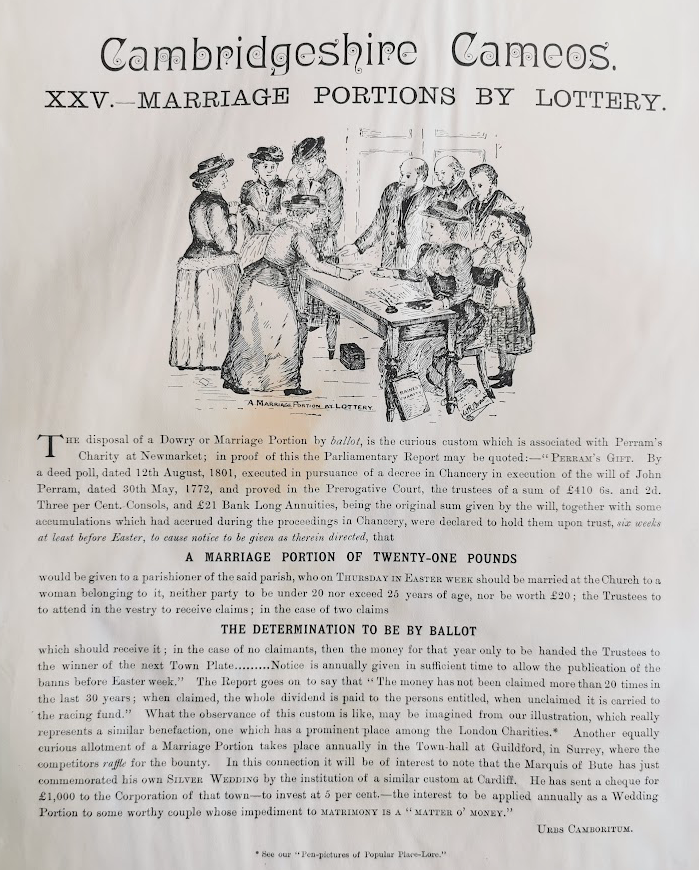 Cambridgeshire Cameos.
XXV.—MARRIAGE PORTIONS BY LOTTERY.
A MARRIAGE PORTION BY LOTTERY
THE disposal of a Dowry or Marriage Portion by ballot, is the curious custom which is associated with Perram's
Charity at Newmarket; in proof of this the Parliamentary Report may be quoted:—"PERRAM'S GIFT. By
a deed poll, dated 12th August, 1801, executed in pursuance of a decree in Chancery in execution of the will of John
Perram, dated 30th May, 1772, and proved in the Prerogative Court, the trustees of a sum of £410 6s. and 2d.
Three per Cent. Consols, and £21 Bank Long Annuities, being the original sum given by the will, together with some
accumulations which had accrued during the proceedings in Chancery, were declared to hold them upon trust, six weeks
at least before Easter, to cause notice to be given as therein directed, that
A MARRIAGE PORTION OF TWENTY-ONE POUNDS
would be given to a parishioner of the said parish, who on THURSDAY IN EASTER WEEK should be married at the Church to a
woman belonging to it, neither party to be under 20 nor exceed 25 years of age, nor be worth £20; the Trustees to
to attend in the vestry to receive claims; in the case of two claims
THE DETERMINATION TO BE BY BALLOT
which should receive it; in the case of no claimants, then the money for that year only to be handed the Trustees to
the winner of the next Town Plate.........Notice is annually given in sufficient time to allow the publication of the
banns before Easter week." The Report goes on to say that "The money has not been claimed more than 20 times in
the last 30 years; when claimed, the whole dividend is paid to the persons entitled, when unclaimed it is carried to
the racing fund." What the observance of this custom is like, may be imagined from our illustration, which really
represents a similar benefaction, one which has a prominent place among the London Charities.* Another equally
curious allotment of a Marriage Portion takes place annually in the Town-hall at Guildford, in Surrey, where the
competitors raffle for the bounty. In this connection it will be of interest to note that the Marquis of Bute has just
commemorated his own SILVER WEDDING by the institution of a similar custom at Cardiff. He has sent a cheque for
£1,000 to the Corporation of that town—to invest at 5 per cent.—the interest to be applied annually as a Wedding
Portion to some worthy couple whose impediment to MATRIMONY IS A "MATTER O' MONEY."
URBS CAMBORITUM.
* See our "Pen-pictures of Popular Place-Lore."